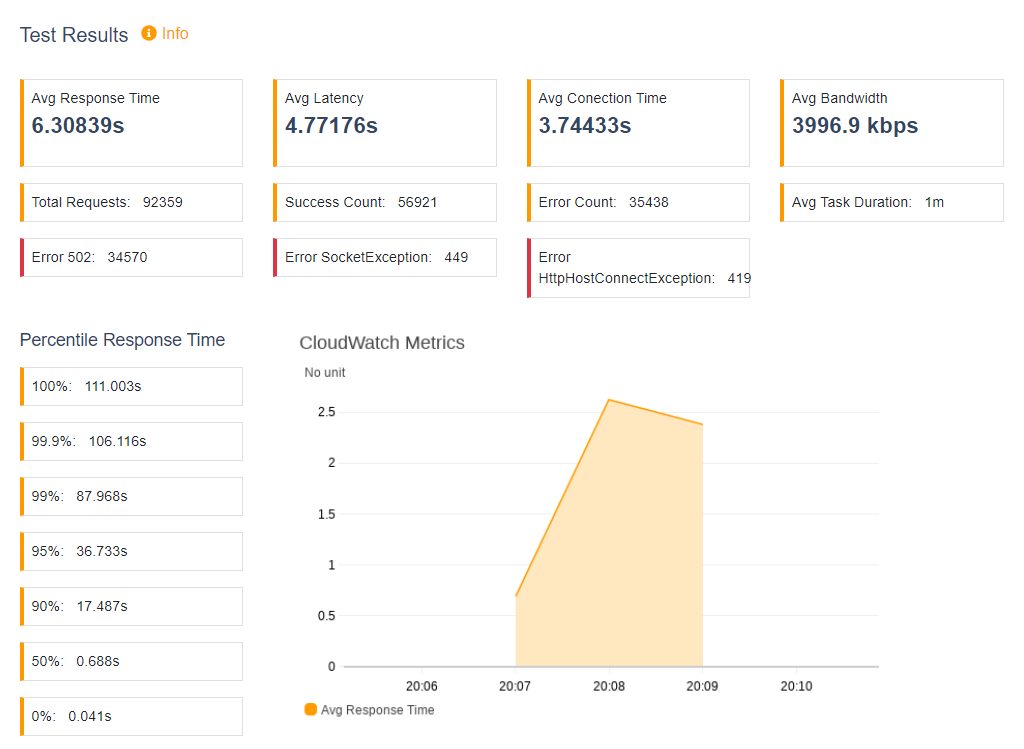 Test Results Info
Avg Response Time
6.30839s
Avg Latency
4.77176s
Avg Conection Time
3.74433s
Avg Bandwidth
3996.9 kbps
Total Requests: 92359
Success Count: 56921
Error Count: 35438
Avg Task Duration: 1m
Error 502: 34570
Error SocketException: 449
Error
HttpHostConnectException: 419
Percentile Response Time
100%: 111.003s
99.9%: 106.116s
99%: 87.968s
95%: 36.733s
90%: 17.487s
50%: 0.688s
0%: 0.041s
CloudWatch Metrics
No unit
2.5
2
1.5
1
0.5
0
20:06 20:07 20:08 20:09 20:10
Avg Response Time